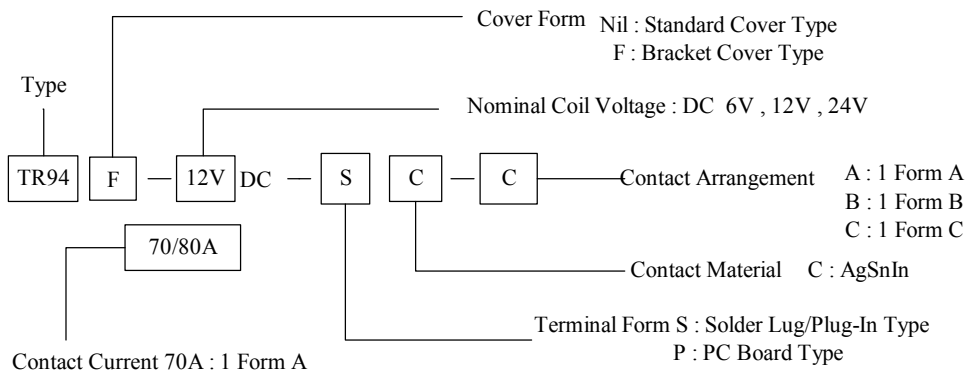 Cover Form Nil : Standard Cover Type
F : Bracket Cover Type
Type
Nominal Coil Voltage : DC 6V , 12V , 24V
TR94 F 12V DC S C C Contact Arrangement A : 1 Form A
B : 1 Form B
C : 1 Form C
70/80A
Contact Material C : AgSnIn
Terminal Form S : Solder Lug/Plug-In Type
P : PC Board Type
Contact Current 70A : 1 Form A